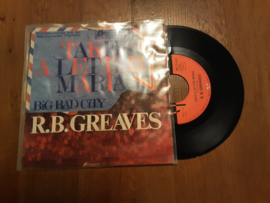 TAKE
A LETTER
MARIA
BIG BAD CITY
R.B. GREAVES